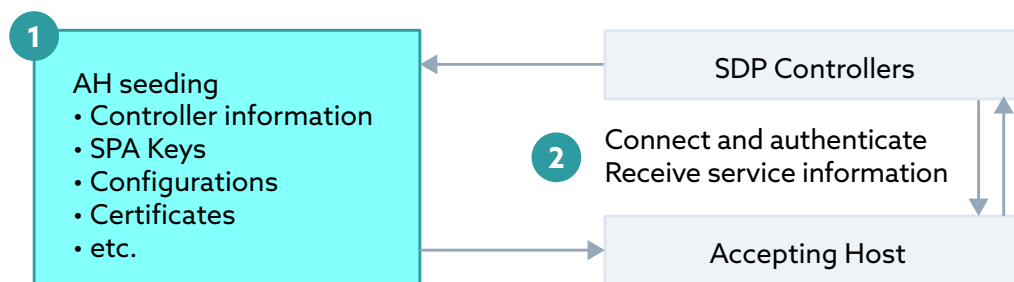 1
AH seeding
• Controller information
• SPA Keys
• Configurations
• Certificates
• etc.
SDP Controllers
2
Connect and authenticate
Receive service information
Accepting Host